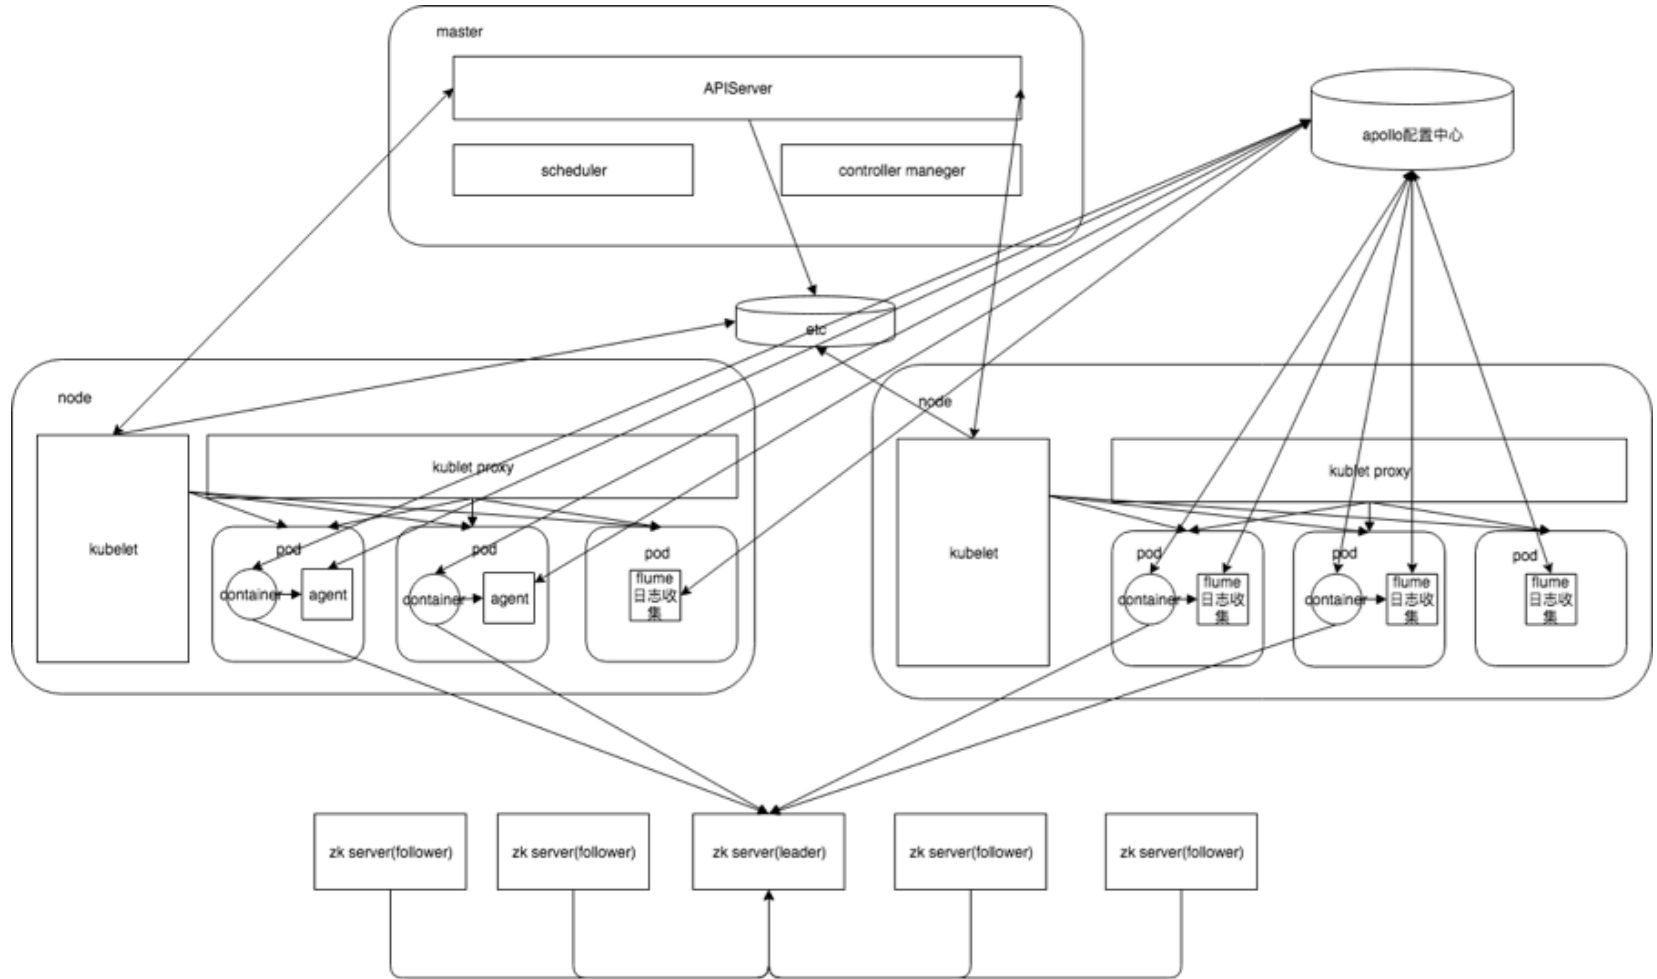 master
APIServer
scheduler
controller maneger
apollo配置中心
etc
node
kubelet
kublet proxy
pod
container
agent
pod
container
agent
pod
flume
日志收
集
node
kubelet
kublet proxy
pod
container
flume
日志收
集
pod
container
flume
日志收
集
pod
flume
日志收
集
zk server(follower)
zk server(follower)
zk server(leader)
zk server(follower)
zk server(follower)